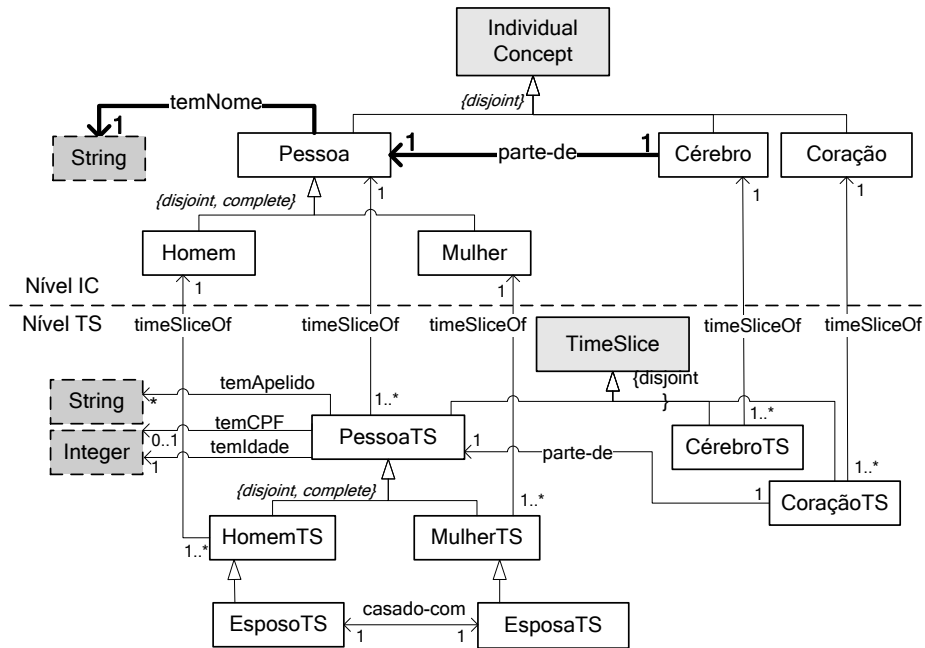 Individual
Concept
{disjoint}
temNome
1
String
Pessoa
1
parte-de
1
Cérebro
Coração
{disjoint, complete}
1
1
1
Homem
Mulher
Nível IC
1
1
Nível TS
timeSliceOf
timeSliceOf
timeSliceOf
timeSliceOf
timeSliceOf
TimeSlice
{disjoint
}
temApelido
String
*
1..*
1..*
temCPF
0..1
PessoaTS
1
CérebroTS
Integer
temIdade
1
parte-de
1..*
{disjoint, complete}
1
CoraçãoTS
1..*
HomemTS
MulherTS
1..*
casado-com
EsposoTS
1
1
EsposaTS